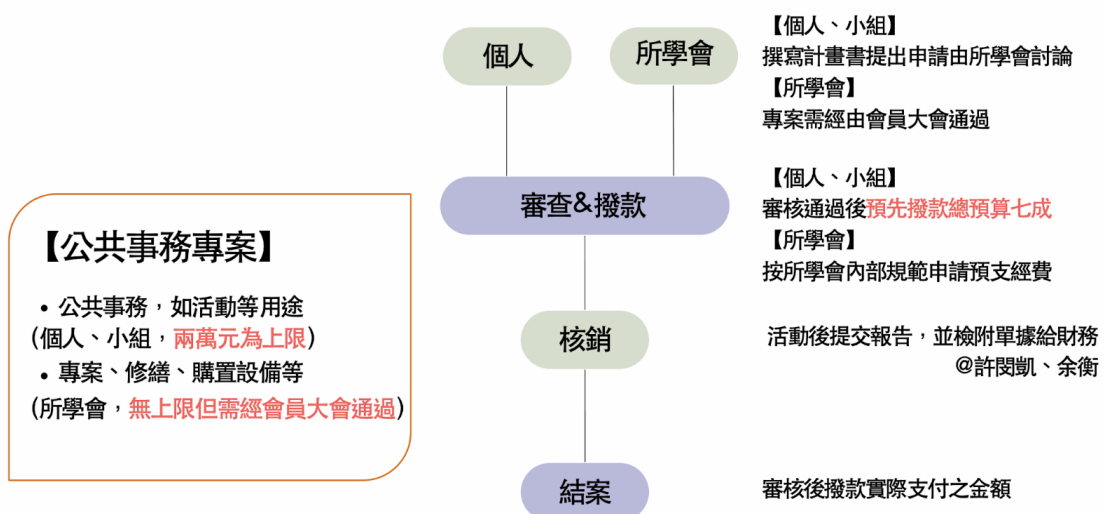 個人
所學會
【個人、小組】
撰寫計畫書提出申請由所學會討論
【所學會】
專案需經由會員大會通過
審查&撥款
【個人、小組】
審核通過後預先撥款總預算七成
【所學會】
按所學會內部規範申請預支經費
【公共事務專案】
• 公共事務，如活動等用途
(個人、小組，兩萬元為上限)
• 專案、修繕、購置設備等
(所學會，無上限但需經會員大會通過)
核銷
活動後提交報告，並檢附單據給財務
@許閔凱、余衡
結案
審核後撥款實際支付之金額